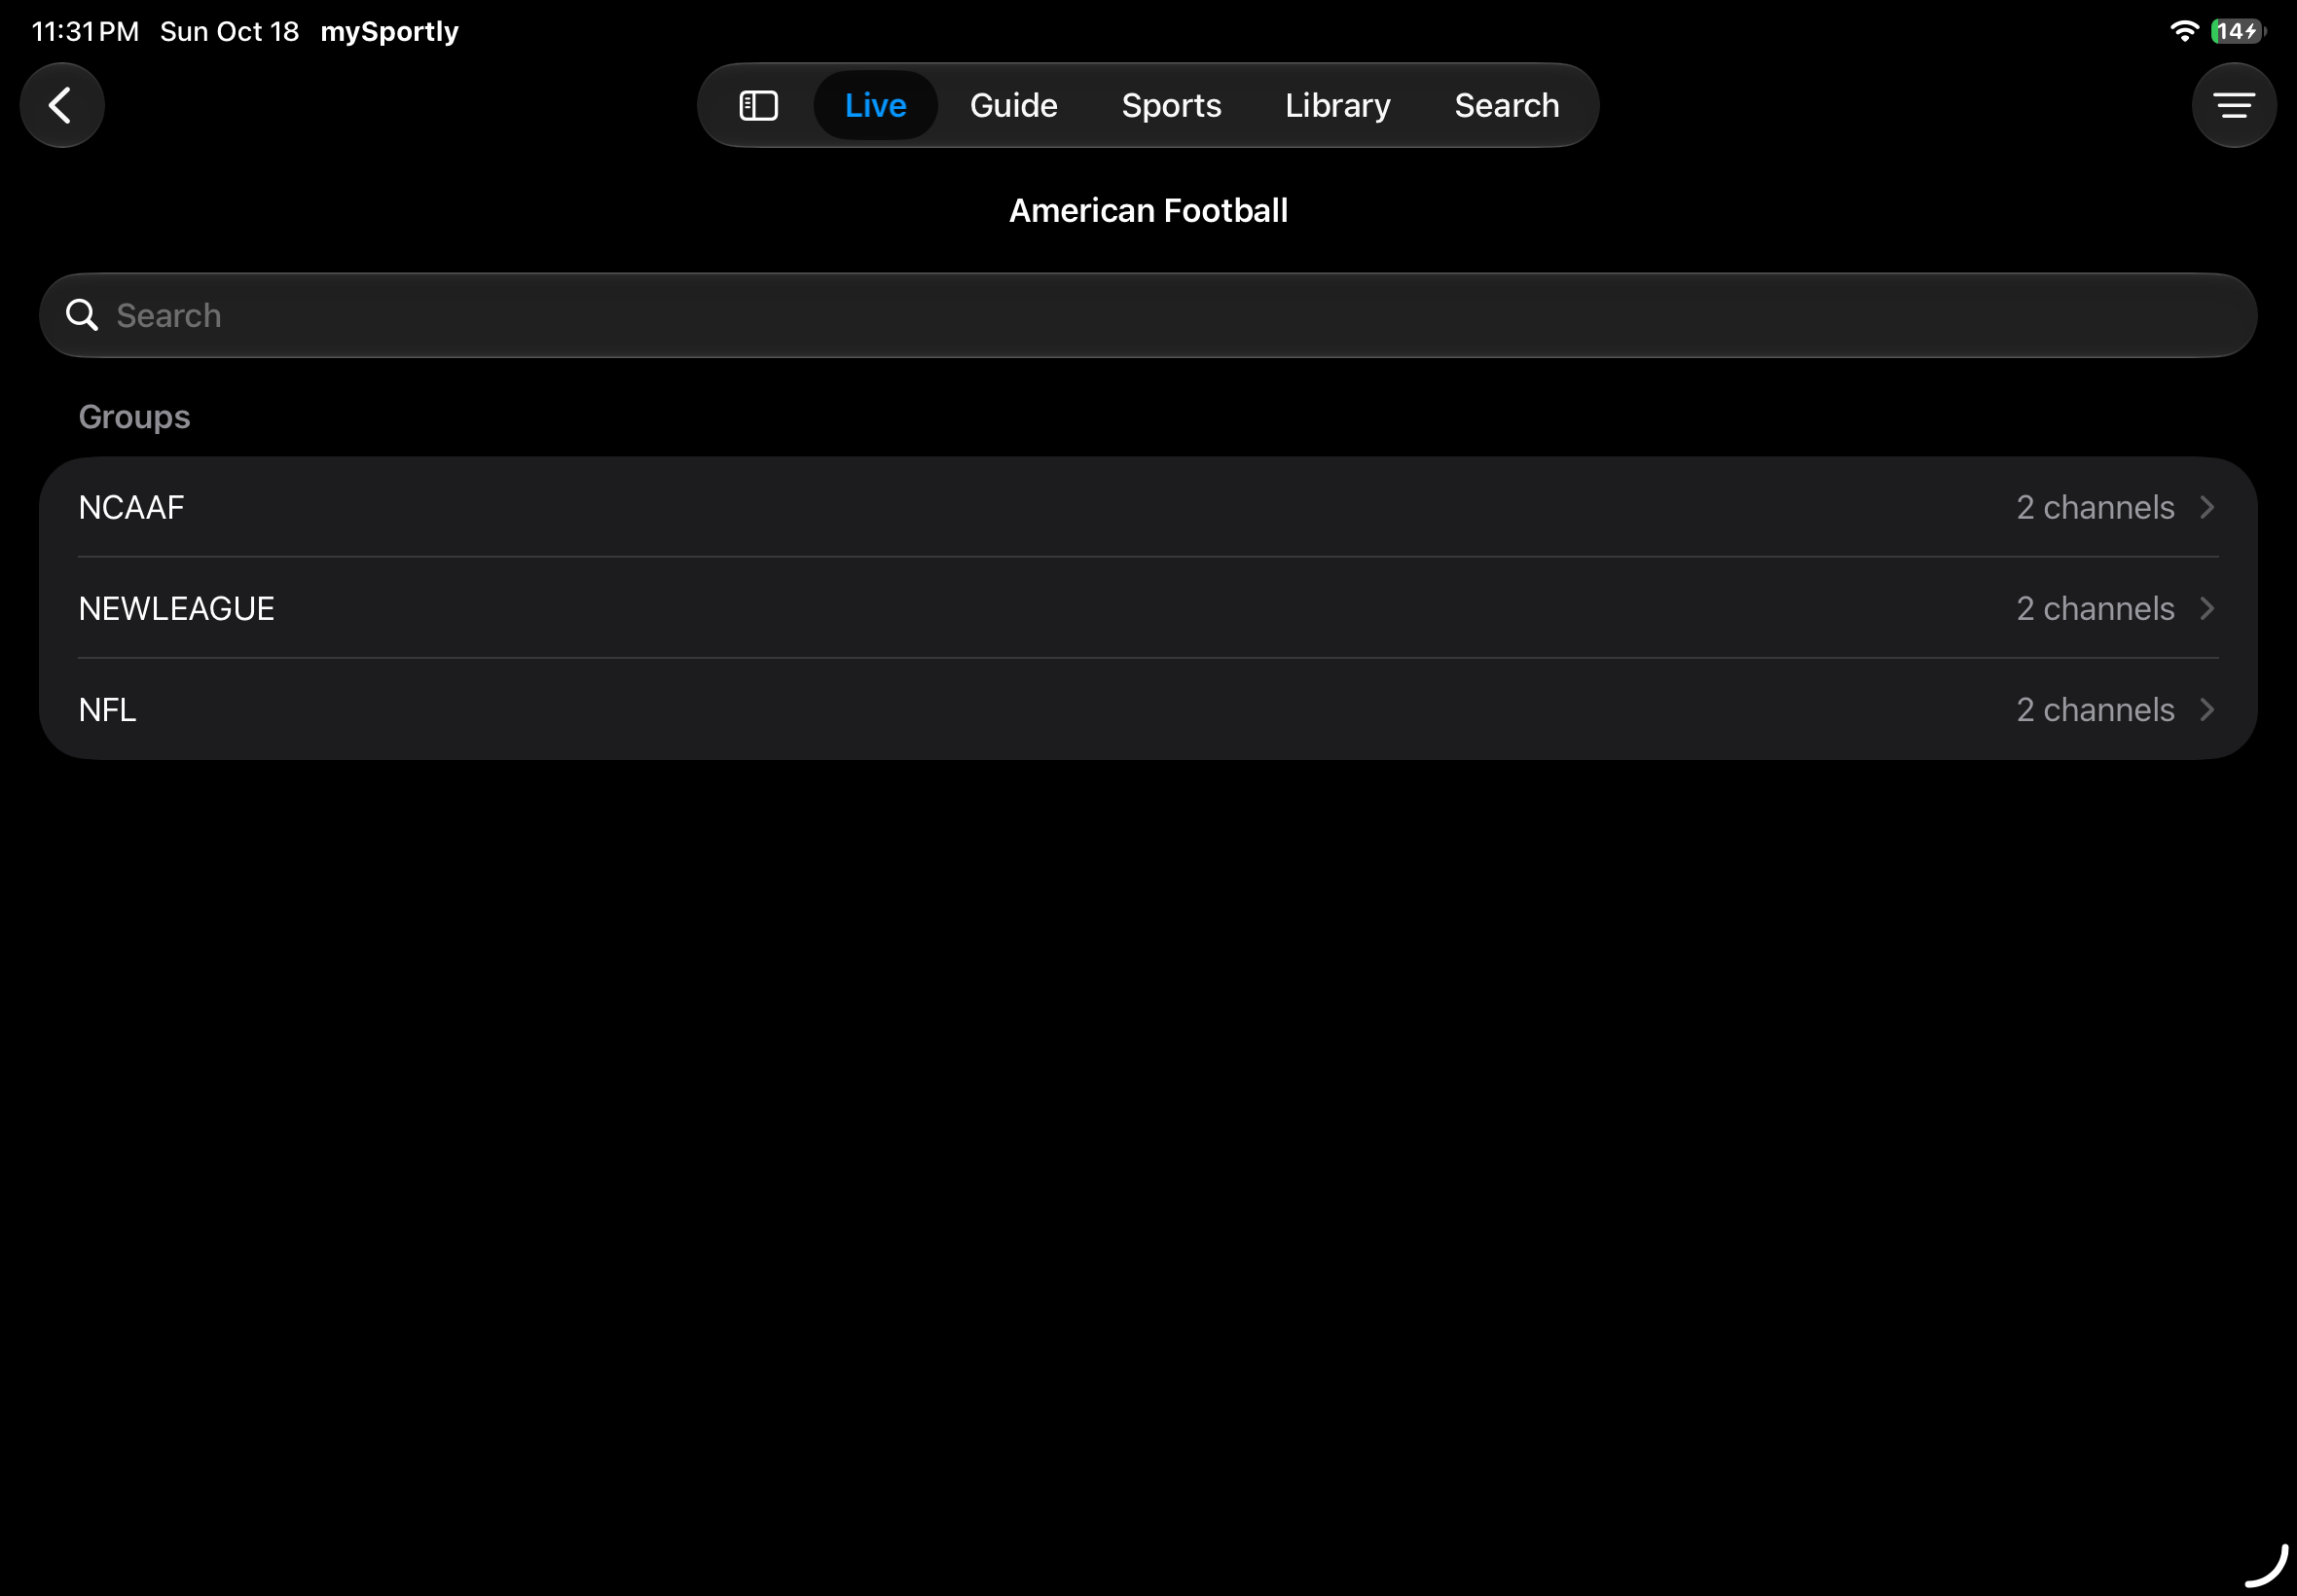 11:31 PM Sun Oct 18 mySportly
14
Live Guide Sports Library Search
American Football
Search
Groups
NCAAF 2 channels
NEWLEAGUE 2 channels
NFL 2 channels